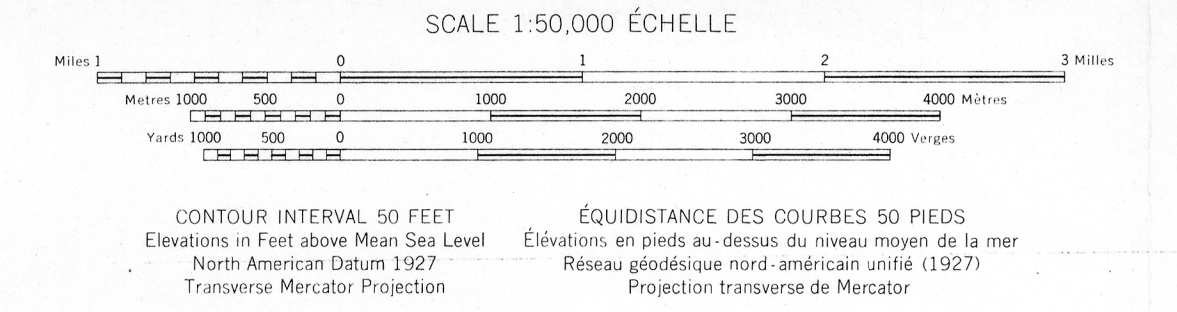 SCALE 1:50,000 ÉCHELLE
Miles 1 0 1 2 3 Milles
Metres 1000 500 0 1000 2000 3000 4000 Mètres
Yards 1000 500 0 1000 2000 3000 4000 Verges
CONTOUR INTERVAL 50 FEET
Elevations in Feet above Mean Sea Level
North American Datum 1927
Transverse Mercator Projection
ÉQUIDISTANCE DES COURBES 50 PIEDS
Élévations en pieds au-dessus du niveau moyen de la mer
Réseau géodésique nord-américain unifié (1927)
Projection transverse de Mercator